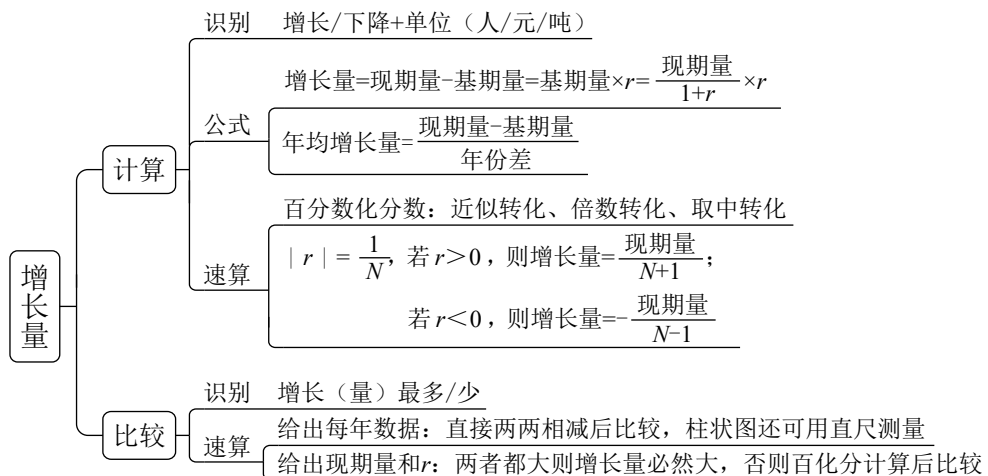 增长量
计算
识别 增长/下降+单位（人/元/吨）
公式
增长量=现期量-基期量=基期量×r=现期量/1+r×r
年均增长量=现期量-基期量/年份差
速算
百分数化分数：近似转化、倍数转化、取中转化
|r|=1/N，若r＞0，则增长量=现期量/N+1；
若r＜0，则增长量=-现期量/N-1
比较
识别 增长（量）最多/少
速算
给出每年数据：直接两两相减后比较，柱状图还可用直尺测量
给出现期量和r：两者都大则增长量必然大，否则百化分计算后比较